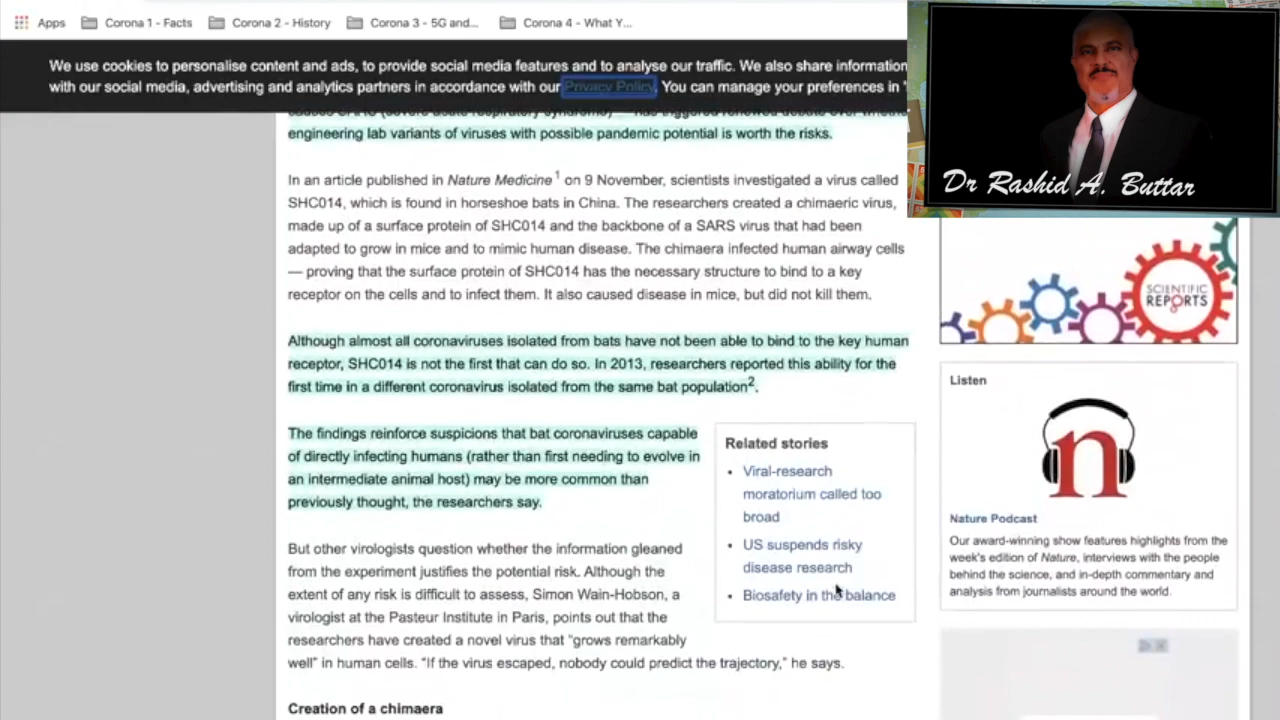 Apps
Corona 1 - Facts
Corona 2 - History
Corona 3 - 5G and...
Corona 4 - What Y...
We use cookies to personalise content and ads, to provide social media features and to analyse our traffic. We also share information
with our social media, advertising and analytics partners in accordance with our Privacy Policy. You can manage your preferences in '
Dr Rashid A. Buttar
engineering lab variants of viruses with possible pandemic potential is worth the risks.
In an article published in Nature Medicine1 on 9 November, scientists investigated a virus called
SHC014, which is found in horseshoe bats in China. The researchers created a chimaeric virus,
made up of a surface protein of SHC014 and the backbone of a SARS virus that had been
adapted to grow in mice and to mimic human disease. The chimaera infected human airway cells
— proving that the surface protein of SHC014 has the necessary structure to bind to a key
receptor on the cells and to infect them. It also caused disease in mice, but did not kill them.
Although almost all coronaviruses isolated from bats have not been able to bind to the key human
receptor, SHC014 is not the first that can do so. In 2013, researchers reported this ability for the
first time in a different coronavirus isolated from the same bat population2.
The findings reinforce suspicions that bat coronaviruses capable
of directly infecting humans (rather than first needing to evolve in
an intermediate animal host) may be more common than
previously thought, the researchers say.
But other virologists question whether the information gleaned
from the experiment justifies the potential risk. Although the
extent of any risk is difficult to assess, Simon Wain-Hobson, a
virologist at the Pasteur Institute in Paris, points out that the
researchers have created a novel virus that “grows remarkably
well” in human cells. “If the virus escaped, nobody could predict the trajectory,” he says.
Creation of a chimaera
Related stories
• Viral-research
moratorium called too
broad
• US suspends risky
disease research
• Biosafety in the balance
SCIENTIFIC
REPORTS
Listen
n
Nature Podcast
Our award-winning show features highlights from the
week's edition of Nature, interviews with the people
behind the science, and in-depth commentary and
analysis from journalists around the world.